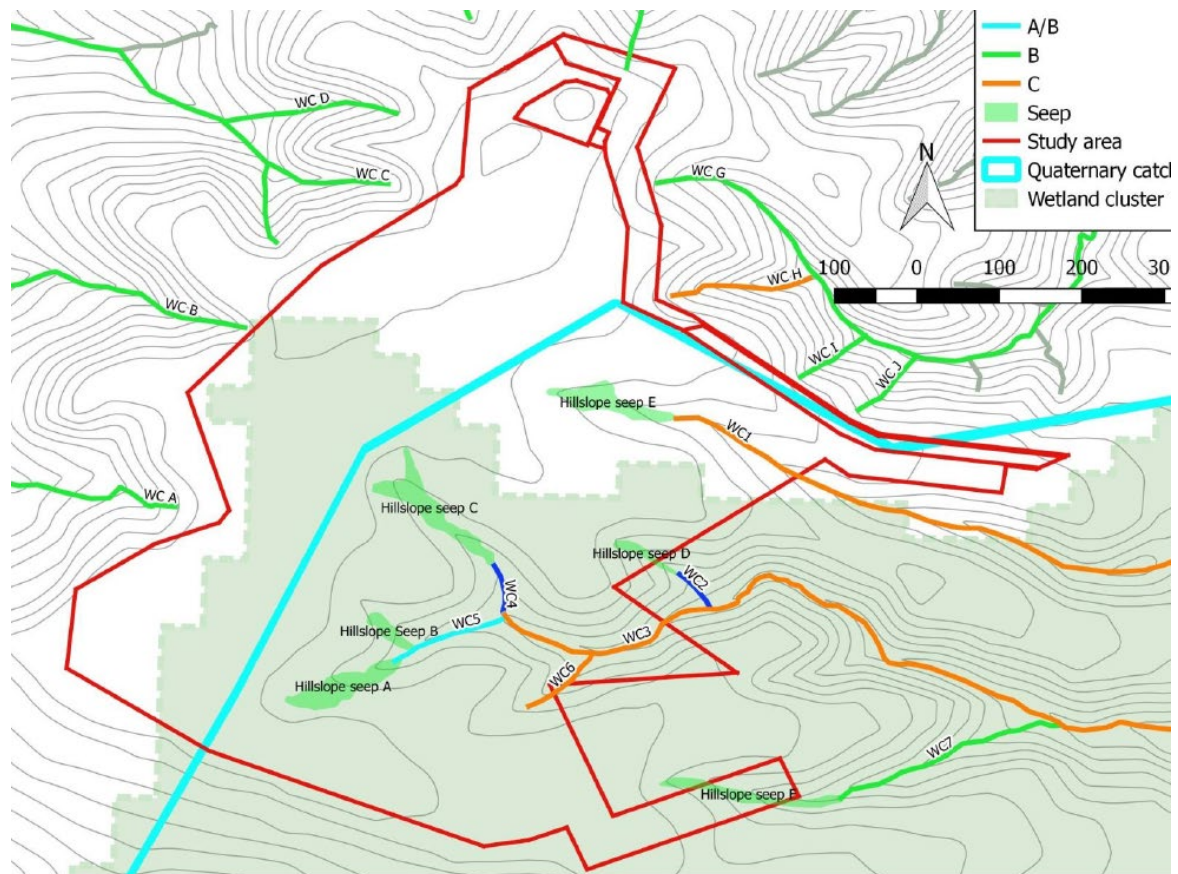 A/B
B
C
Seep
Study area
Quaternary catc
Wetland cluster
N
100 0 100 200 30
WC D
WC C
WC G
WC H
WC B
WC I
WC J
Hillslope seep E
WC1
WC A
Hillslope seep C
Hillslope seep D
WC2
WC4
WC5
Hillslope Seep B
WC3
WC6
Hillslope seep A
WC7
Hillslope seep F